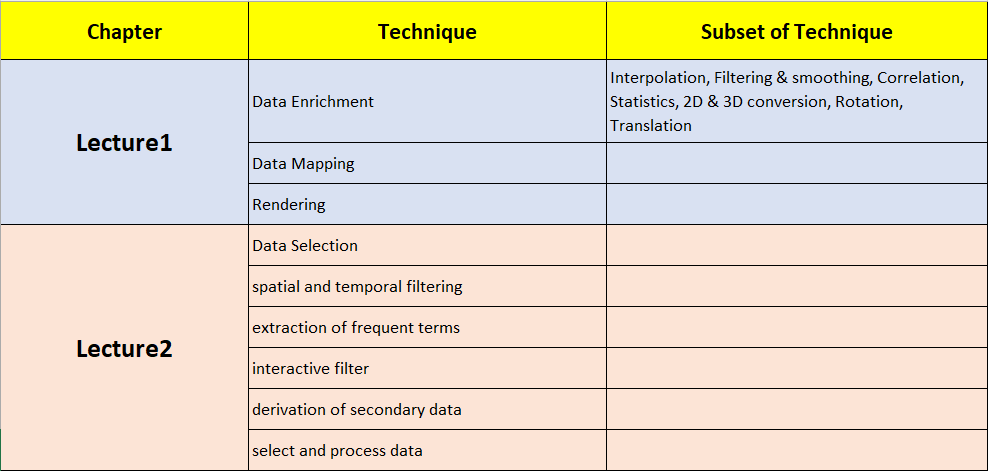 Chapter Technique Subset of Technique
Lecture1
Data Enrichment
Interpolation, Filtering & smoothing, Correlation,
Statistics, 2D & 3D conversion, Rotation,
Translation
Data Mapping
Rendering
Lecture2
Data Selection
spatial and temporal filtering
extraction of frequent terms
interactive filter
derivation of secondary data
select and process data